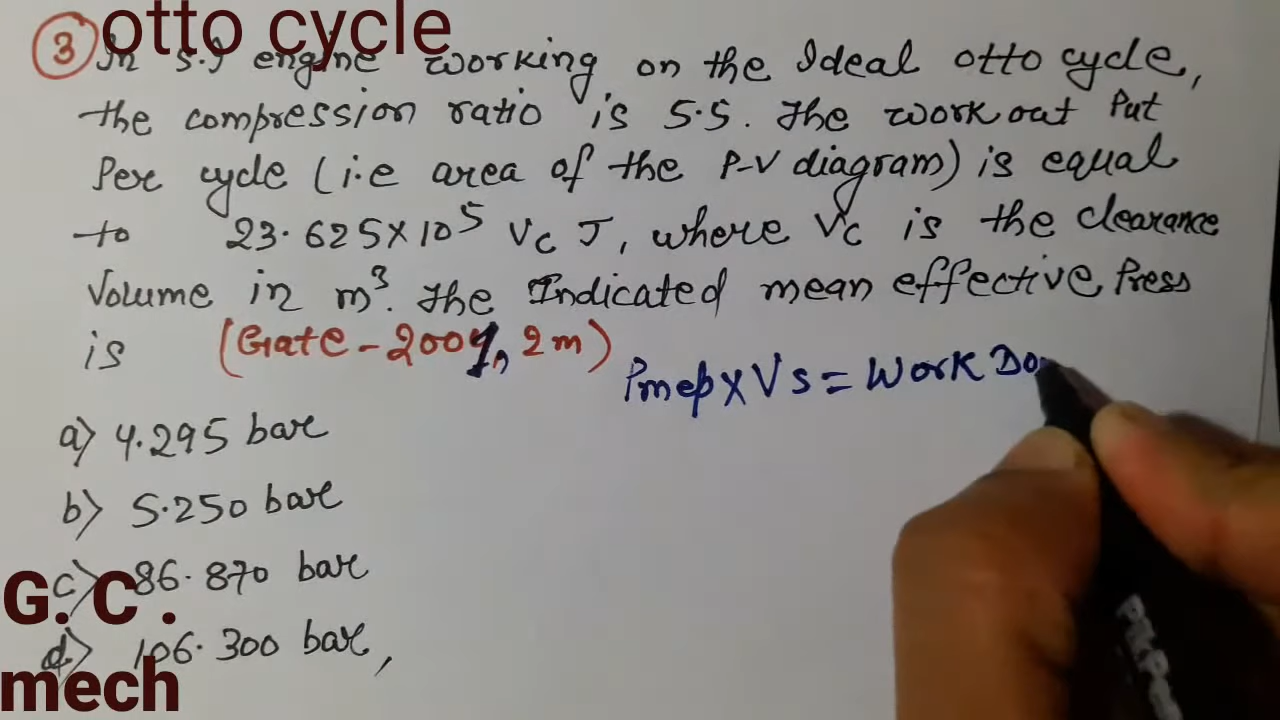 otto cycle
③ In S.I engine working on the Ideal otto cycle,
the compression ratio is 5.5. The work out Put
Per cycle (i.e area of the P-V diagram) is equal
to 23.625×10⁵ Vc J, where Vc is the clearance
Volume in m³. The Indicated mean effective Press
is (Gate-2001, 2m)
Pmep × Vs = Work Do
a) 4.295 bar
b) 5.250 bar
c) 86.870 bar
G. C .
d) 106.300 bar,
mech